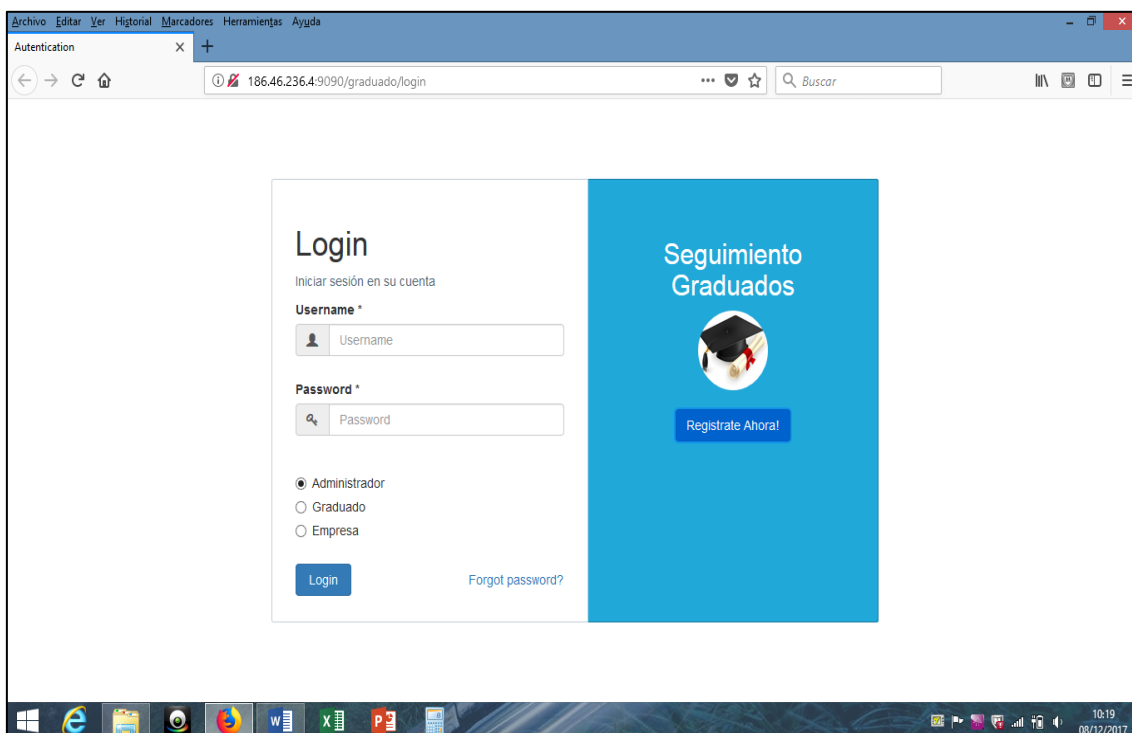 Archivo Editar Ver Historial Marcadores Herramientas Ayuda
Autentication
186.46.236.4:9090/graduado/login
Buscar
Login
Iniciar sesión en su cuenta
Username *
Username
Password *
Password
Administrador
Graduado
Empresa
Login Forgot password?
Seguimiento
Graduados
Registrate Ahora!
10:19
08/12/2017